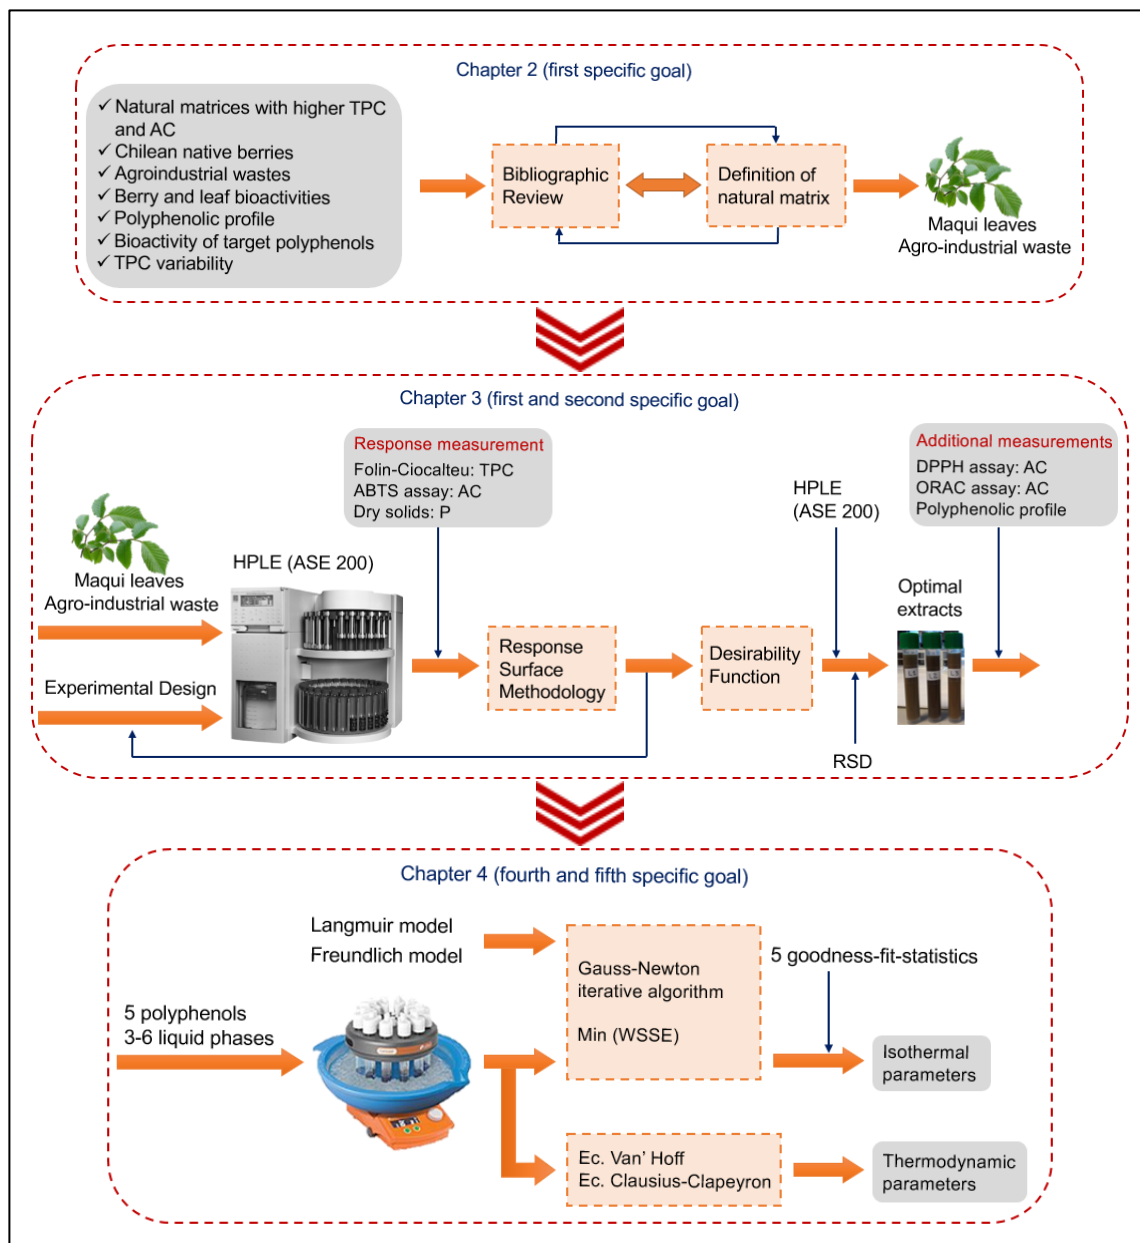 Chapter 2 (first specific goal)
✓ Natural matrices with higher TPC
and AC
✓ Chilean native berries
✓ Agroindustrial wastes
✓ Berry and leaf bioactivities
✓ Polyphenolic profile
✓ Bioactivity of target polyphenols
✓ TPC variability
Bibliographic
Review
Definition of
natural matrix
Maqui leaves
Agro-industrial waste
Chapter 3 (first and second specific goal)
Response measurement
Folin-Ciocalteu: TPC
ABTS assay: AC
Dry solids: P
Additional measurements
DPPH assay: AC
ORAC assay: AC
Polyphenolic profile
HPLE
(ASE 200)
HPLE (ASE 200)
Maqui leaves
Agro-industrial waste
Experimental Design
Response
Surface
Methodology
Desirability
Function
Optimal
extracts
RSD
Chapter 4 (fourth and fifth specific goal)
Langmuir model
Freundlich model
5 polyphenols
3-6 liquid phases
Gauss-Newton
iterative algorithm
Min (WSSE)
5 goodness-fit-statistics
Isothermal
parameters
Ec. Van' Hoff
Ec. Clausius-Clapeyron
Thermodynamic
parameters